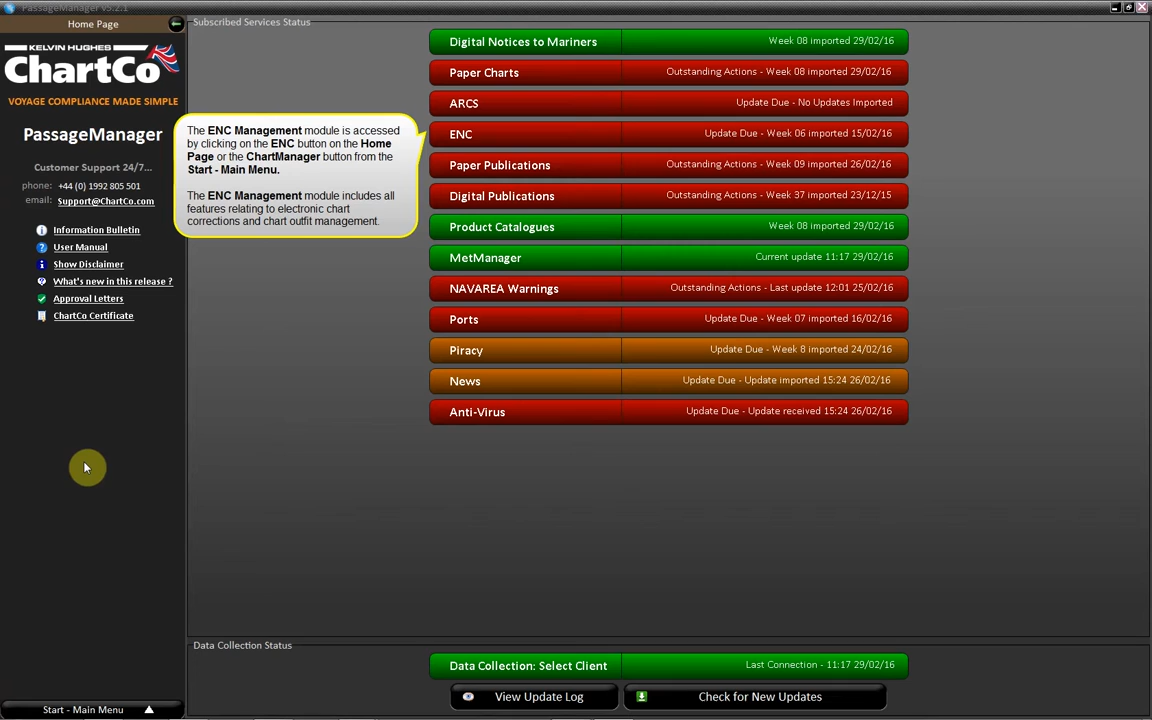 PassageManager v5.2.1
Home Page
Subscribed Services Status
KELVIN HUGHES
ChartCo
VOYAGE COMPLIANCE MADE SIMPLE
PassageManager
Customer Support 24/7...
phone: +44 (0) 1992 805 501
email: Support@ChartCo.com
Information Bulletin
User Manual
Show Disclaimer
What's new in this release ?
Approval Letters
ChartCo Certificate
The ENC Management module is accessed
by clicking on the ENC button on the Home
Page or the ChartManager button from the
Start - Main Menu.
The ENC Management module includes all
features relating to electronic chart
corrections and chart outfit management.
Digital Notices to Mariners Week 08 imported 29/02/16
Paper Charts Outstanding Actions - Week 08 imported 29/02/16
ARCS Update Due - No Updates Imported
ENC Update Due - Week 06 imported 15/02/16
Paper Publications Outstanding Actions - Week 09 imported 26/02/16
Digital Publications Outstanding Actions - Week 37 imported 23/12/15
Product Catalogues Week 08 imported 29/02/16
MetManager Current update 11:17 29/02/16
NAVAREA Warnings Outstanding Actions - Last update 12:01 25/02/16
Ports Update Due - Week 07 imported 16/02/16
Piracy Update Due - Week 8 imported 24/02/16
News Update Due - Update imported 15:24 26/02/16
Anti-Virus Update Due - Update received 15:24 26/02/16
Data Collection Status
Data Collection: Select Client Last Connection - 11:17 29/02/16
View Update Log Check for New Updates
Start - Main Menu